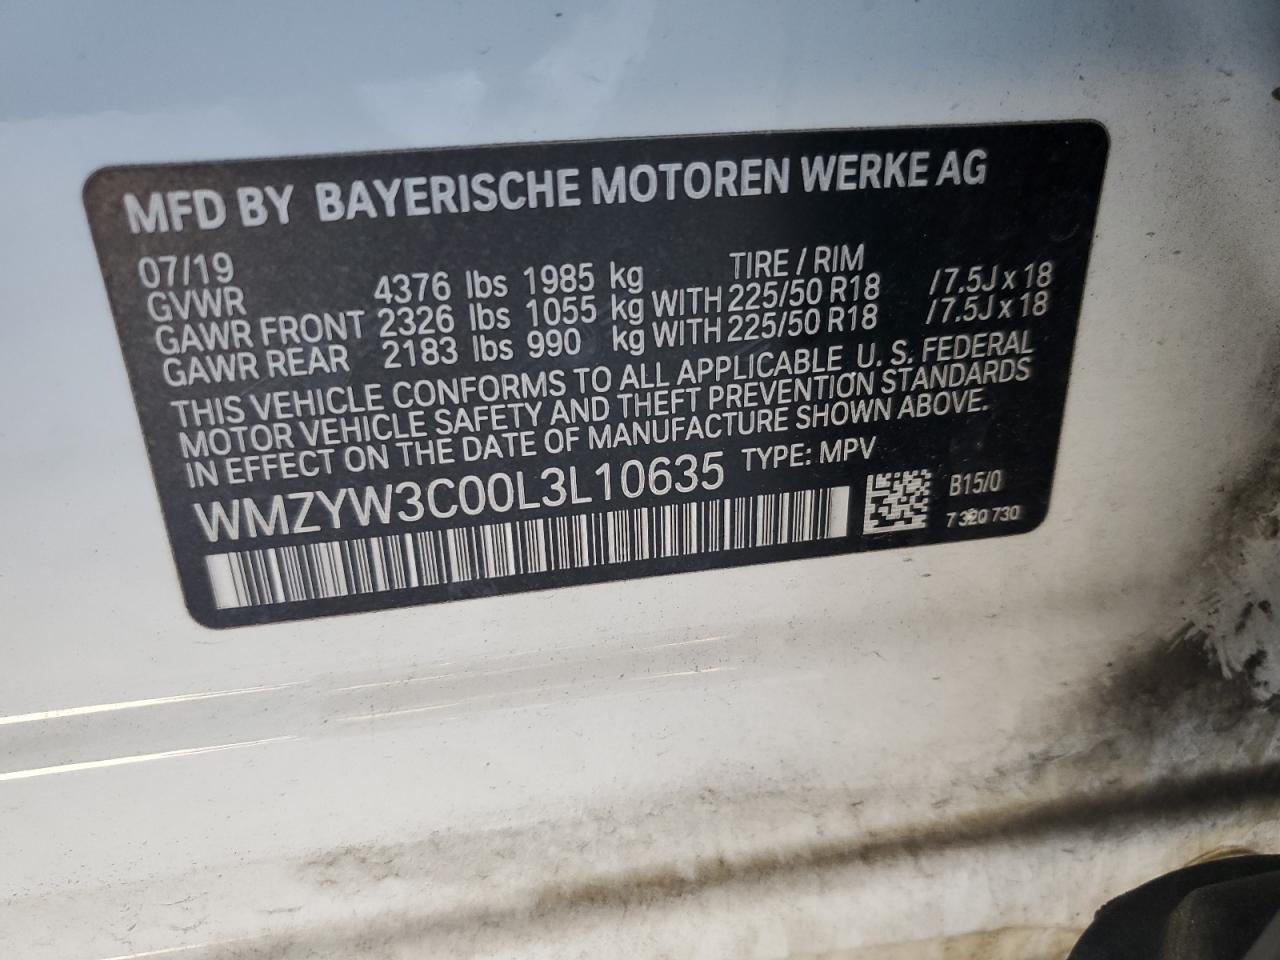 MFD BY BAYERISCHE MOTOREN WERKE AG
07/19 TIRE / RIM
GVWR 4376 lbs 1985 kg
GAWR FRONT 2326 lbs 1055 kg WITH 225/50 R18 /7.5J x 18
GAWR REAR 2183 lbs 990 kg WITH 225/50 R18 /7.5J x 18
THIS VEHICLE CONFORMS TO ALL APPLICABLE U. S. FEDERAL
MOTOR VEHICLE SAFETY AND THEFT PREVENTION STANDARDS
IN EFFECT ON THE DATE OF MANUFACTURE SHOWN ABOVE.
WMZYW3C00L3L10635 TYPE: MPV
B15/0
7 320 730